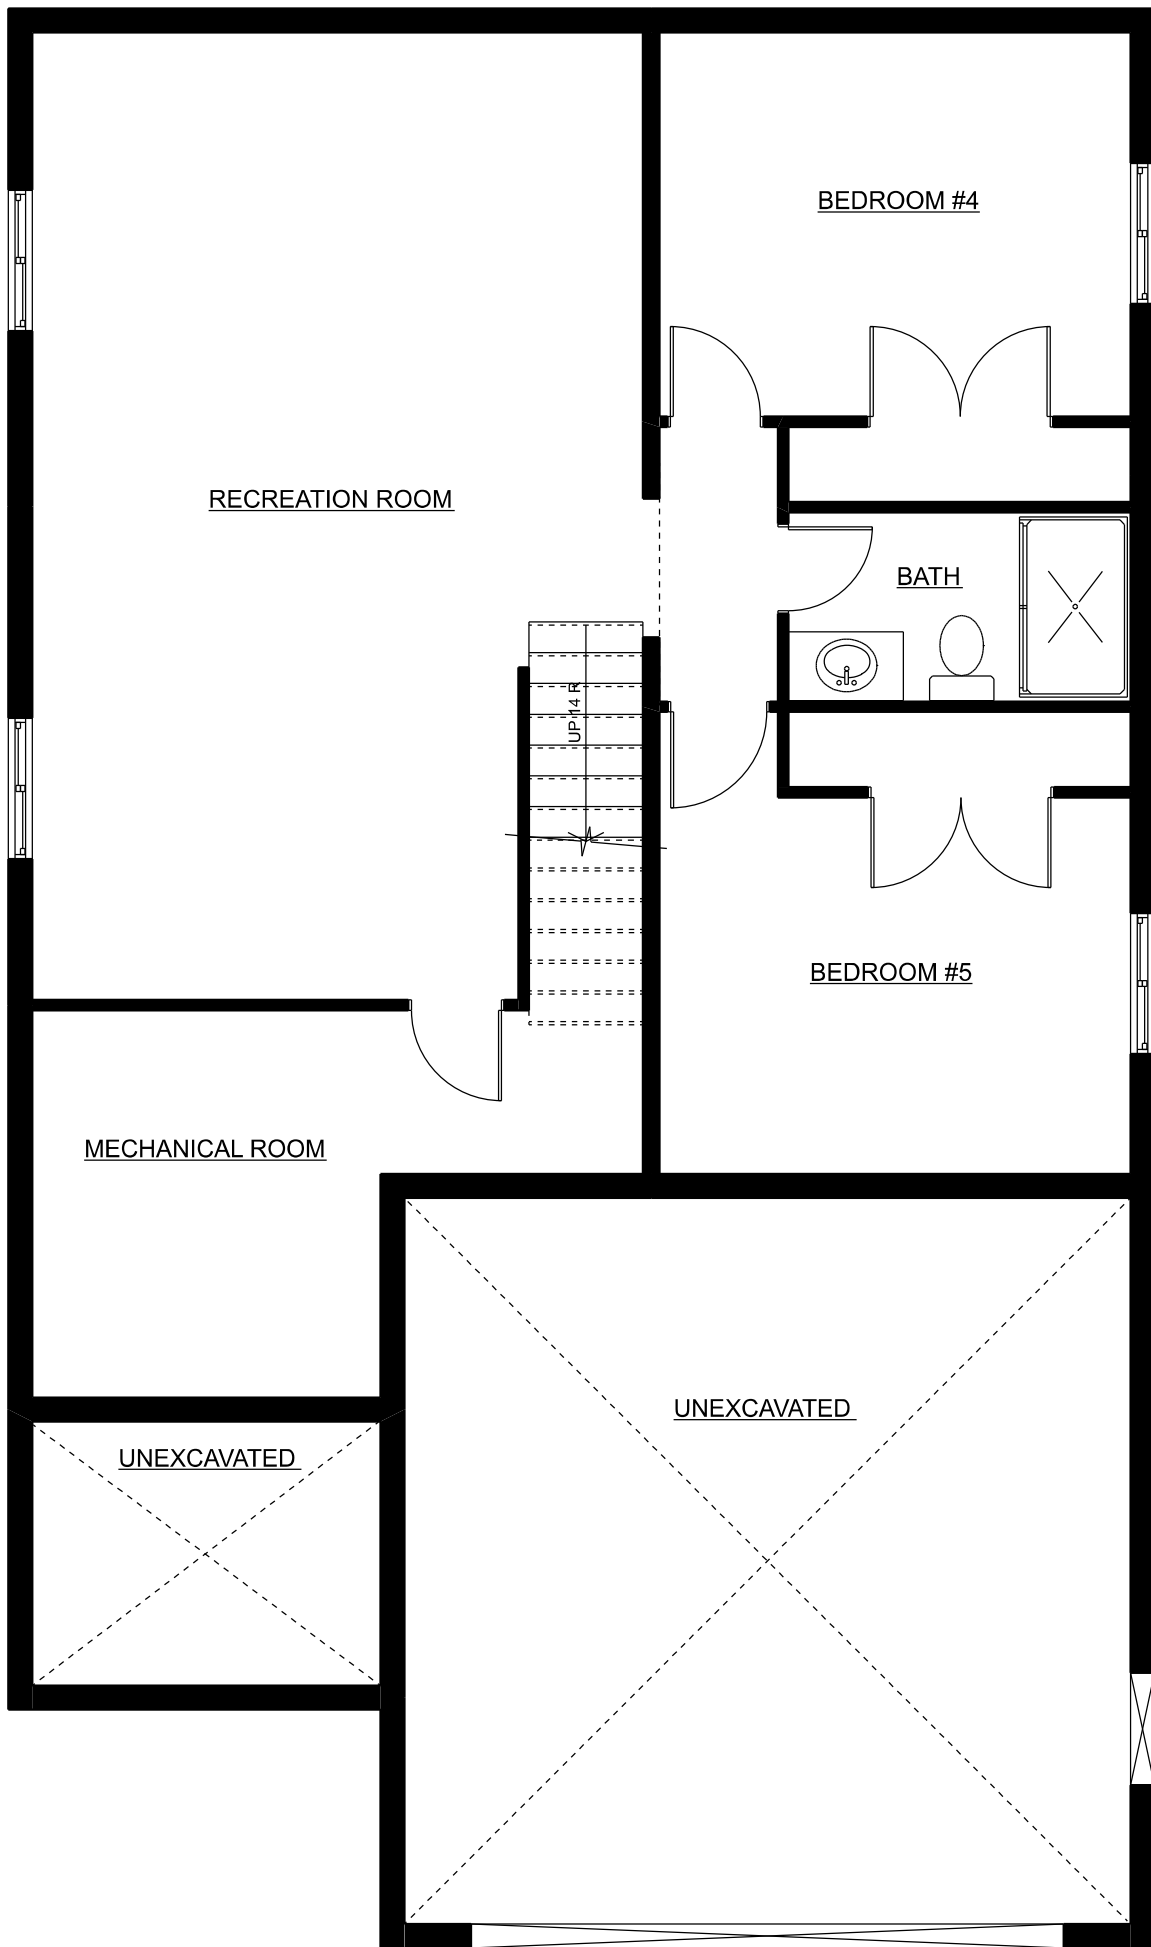 BEDROOM #4
RECREATION ROOM
BATH
UP 14 R
BEDROOM #5
MECHANICAL ROOM
UNEXCAVATED
UNEXCAVATED